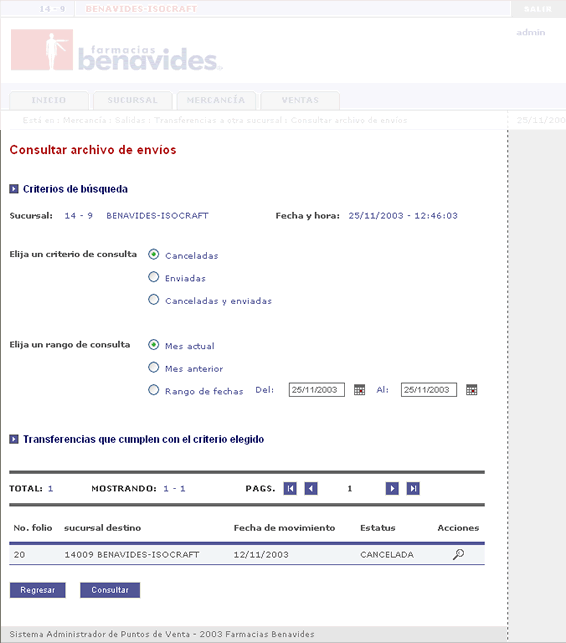 14 - 9 BENAVIDES-ISOCRAFT SALIR
admin
farmacias
benavides
INICIO SUCURSAL MERCANCÍA VENTAS
Está en : Mercancía : Salidas : Transferencias a otra sucursal : Consultar archivo de envíos 25/11/200
Consultar archivo de envíos
Criterios de búsqueda
Sucursal: 14 - 9 BENAVIDES-ISOCRAFT Fecha y hora: 25/11/2003 - 12:46:03
Elija un criterio de consulta Canceladas
Enviadas
Canceladas y enviadas
Elija un rango de consulta Mes actual
Mes anterior
Rango de fechas Del: 25/11/2003 Al: 25/11/2003
Transferencias que cumplen con el criterio elegido
TOTAL: 1 MOSTRANDO: 1 - 1 PAGS. 1
No. folio sucursal destino Fecha de movimiento Estatus Acciones
20 14009 BENAVIDES-ISOCRAFT 12/11/2003 CANCELADA
Regresar Consultar
Sistema Administrador de Puntos de Venta - 2003 Farmacias Benavides